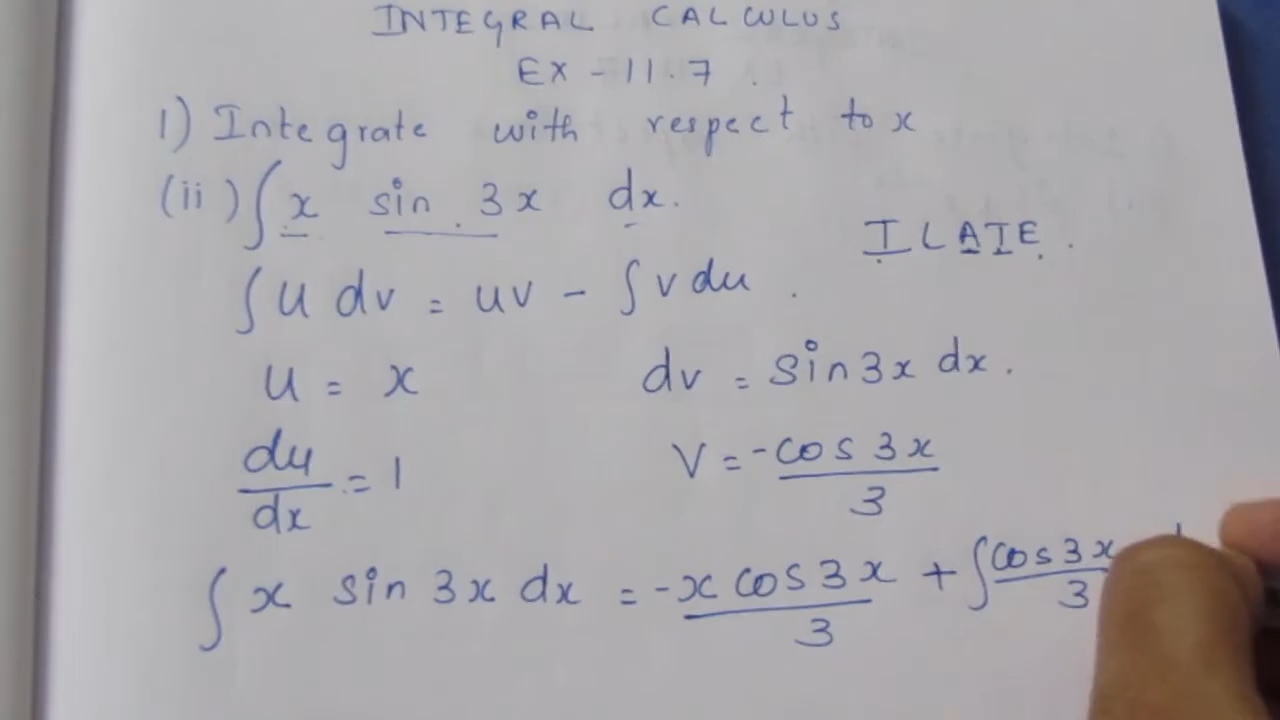 INTEGRAL CALCULUS
EX - 11.7.
1) Integrate with respect to x
(ii) ∫ x sin 3x dx.
ILATE.
∫ u dv = uv - ∫ v du.
u = x    dv = sin 3x dx.
du/dx = 1    V = -cos 3x/3
∫ x sin 3x dx = -x cos 3x/3 + ∫ cos 3x/3